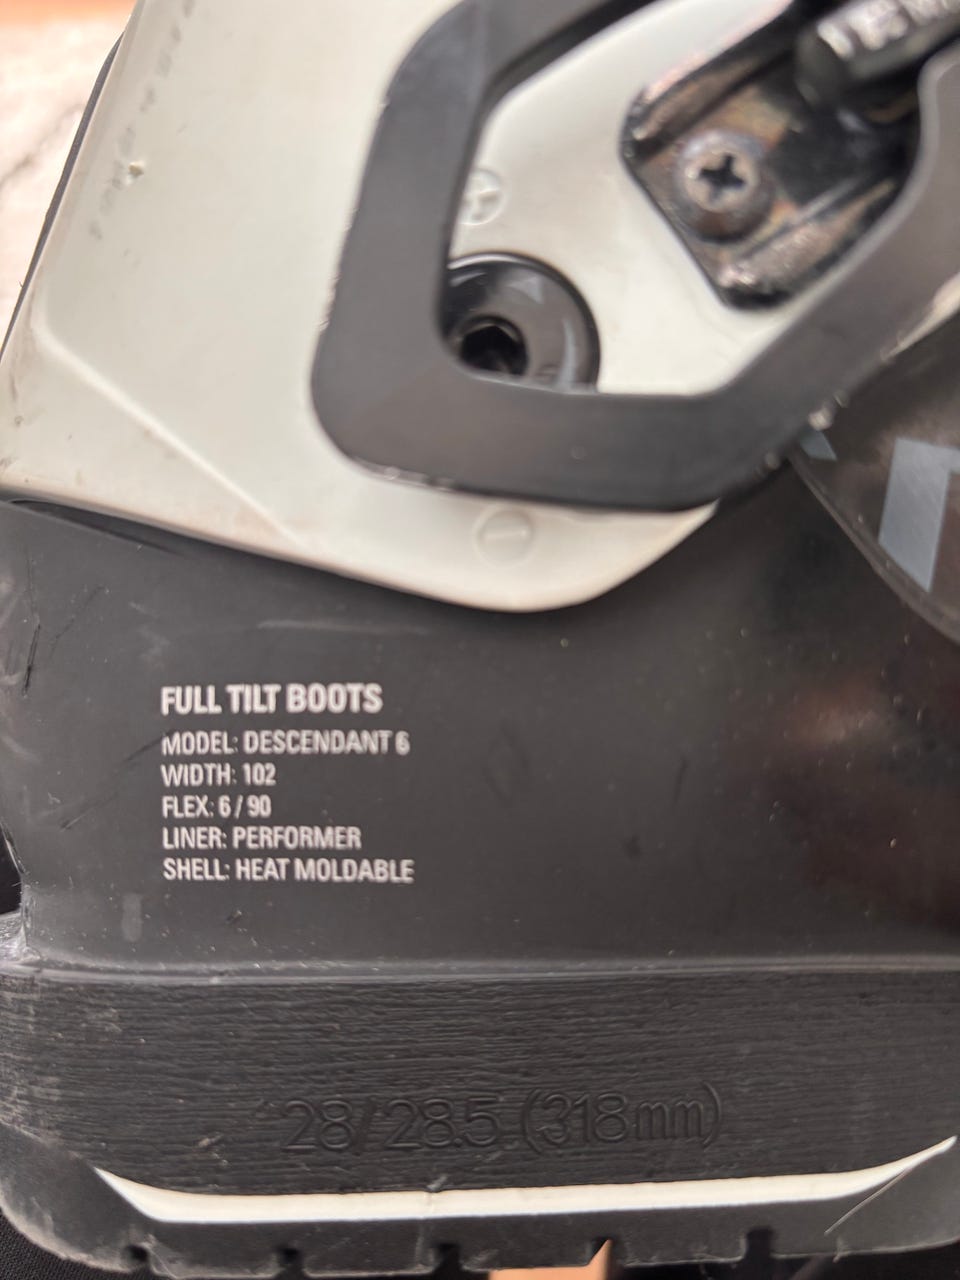 FULL TILT BOOTS
MODEL: DESCENDANT 6
WIDTH: 102
FLEX: 6 / 90
LINER: PERFORMER
SHELL: HEAT MOLDABLE
28/28.5 (318mm)